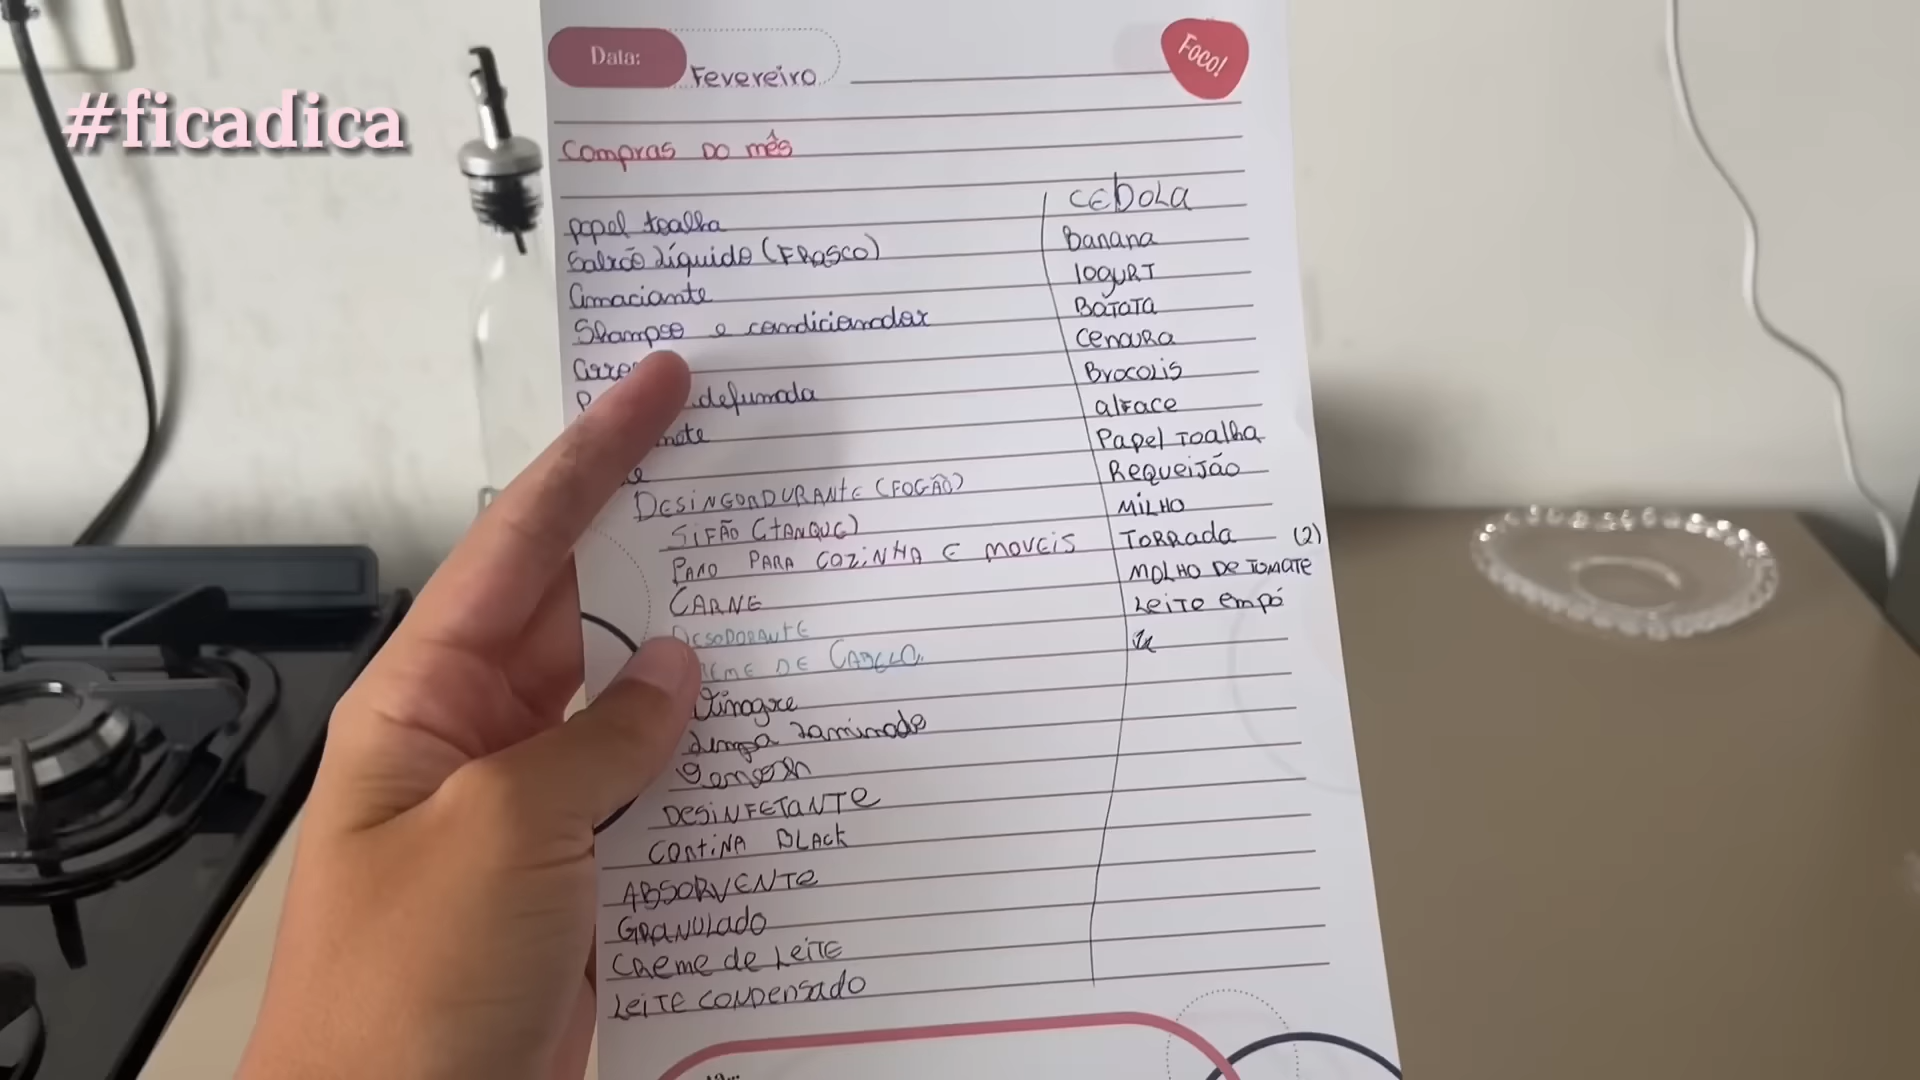 #ficadica
Data:
Fevereiro
Foco!
Compras do mês
papel toalha
Sabão líquido (FRASCO)
Amaciante
Shampoo e condicionador
defumada
DESINGORDURANTE (FOGÃO)
SIFÃO (TANQUE)
PANO PARA COZINHA E MOVEIS
CARNE
DESODORANTE
DE CABELO.
Vinagre
Limpa Laminado
DESINFETANTE
CORTINA BLACK
ABSORVENTE
GRANULADO
CREME de LEITE
LEITE CONDENSADO
CEBOLA
Banana
IOGURT
BATATA
CENOURA
Brocolis
alface
Papel Toalha
Requeijão
MILHO
TORRADA (2)
MOLHO DE TOMATE
Leite em pó